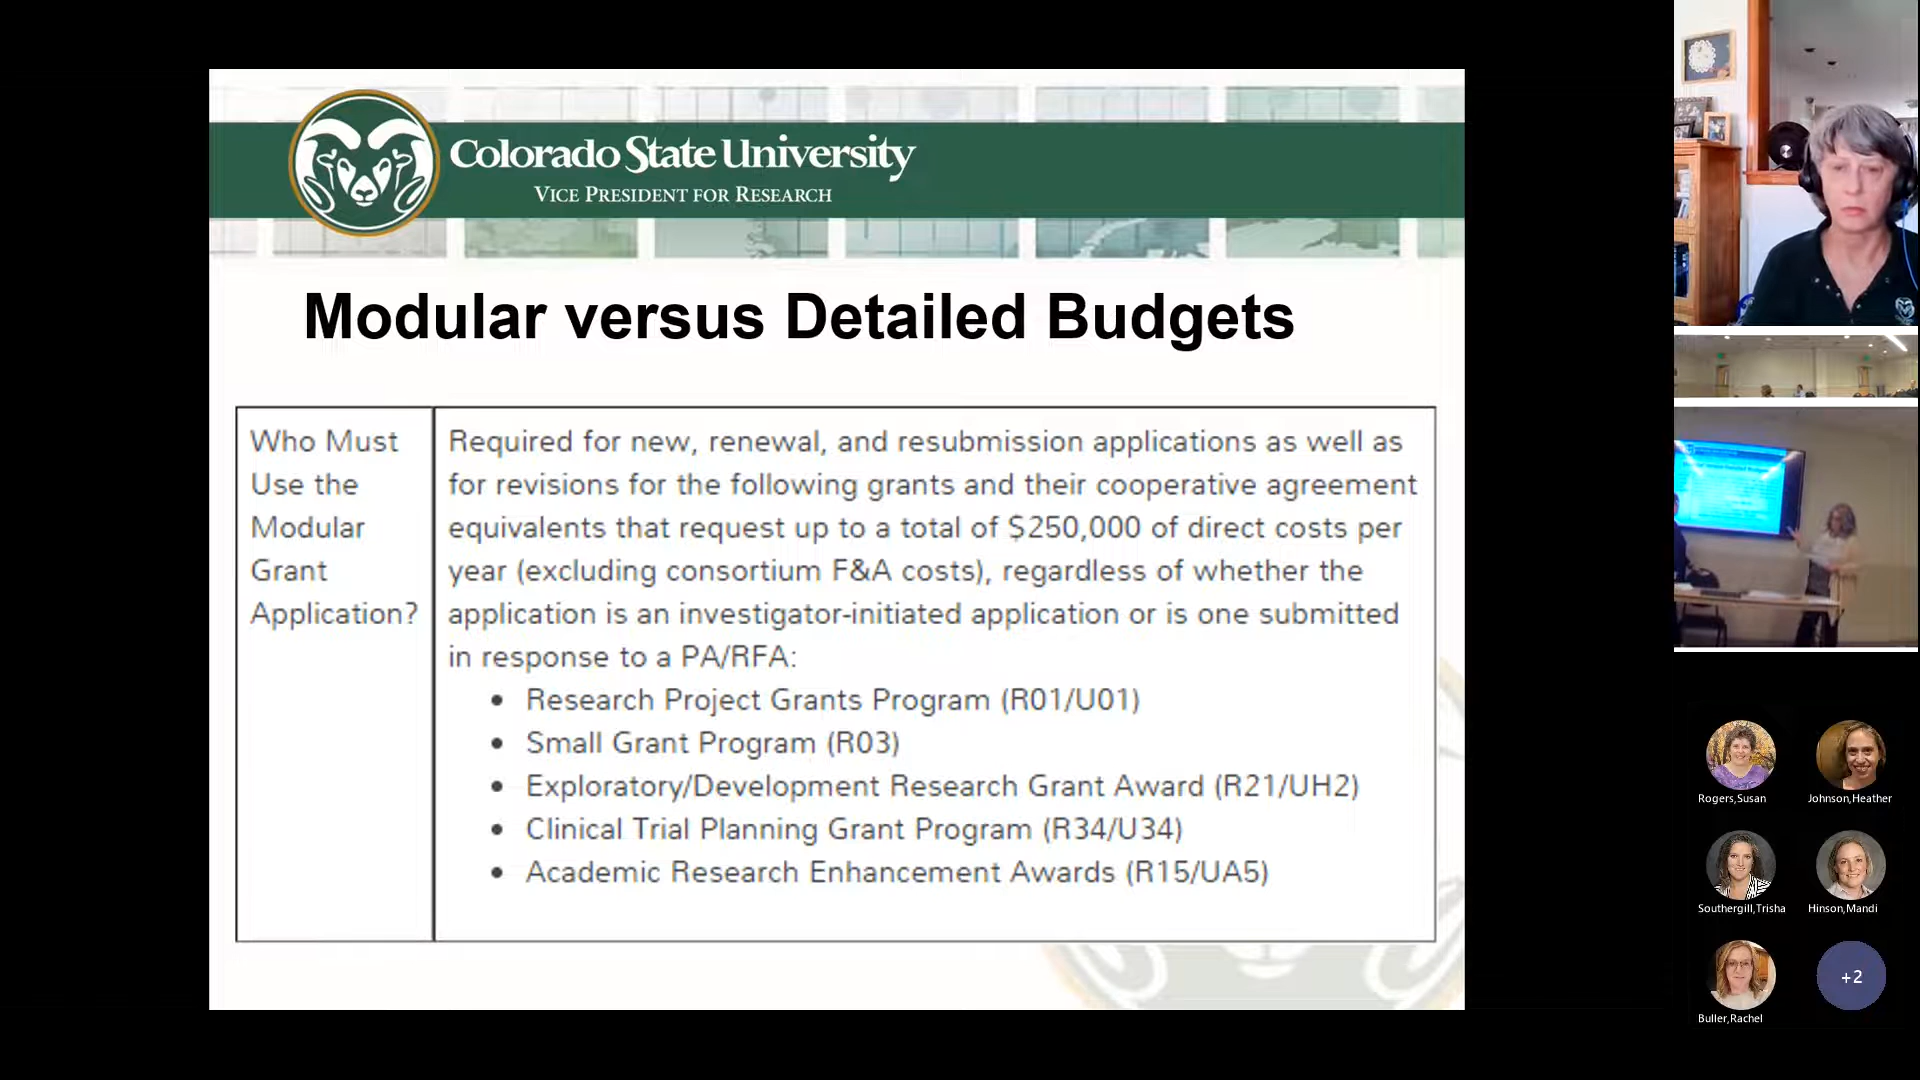 Colorado State University
VICE PRESIDENT FOR RESEARCH
Modular versus Detailed Budgets
Who Must
Use the
Modular
Grant
Application?
Required for new, renewal, and resubmission applications as well as
for revisions for the following grants and their cooperative agreement
equivalents that request up to a total of $250,000 of direct costs per
year (excluding consortium F&A costs), regardless of whether the
application is an investigator-initiated application or is one submitted
in response to a PA/RFA:
• Research Project Grants Program (R01/U01)
• Small Grant Program (R03)
• Exploratory/Development Research Grant Award (R21/UH2)
• Clinical Trial Planning Grant Program (R34/U34)
• Academic Research Enhancement Awards (R15/UA5)
Rogers,Susan
Johnson,Heather
Southergill,Trisha
Hinson,Mandi
Buller,Rachel
+2